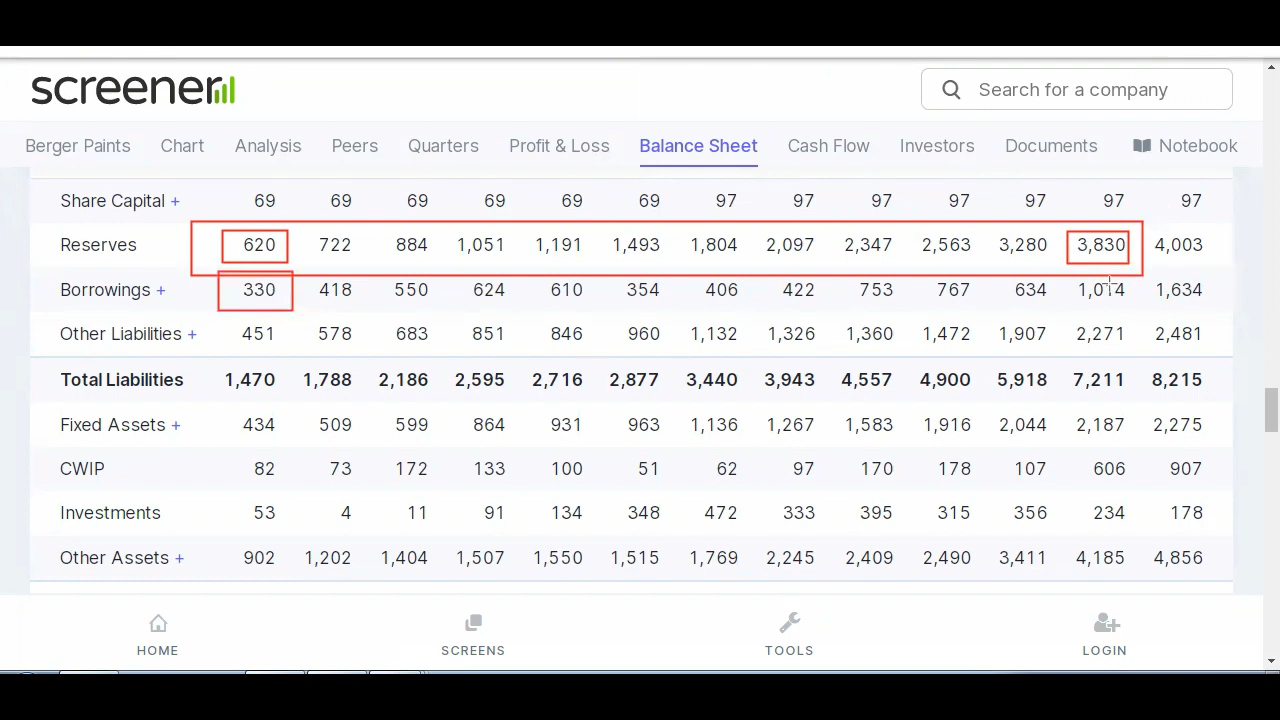 screener
Search for a company
Berger Paints Chart Analysis Peers Quarters Profit & Loss Balance Sheet Cash Flow Investors Documents Notebook
Share Capital + 69 69 69 69 69 69 97 97 97 97 97 97 97
Reserves 620 722 884 1,051 1,191 1,493 1,804 2,097 2,347 2,563 3,280 3,830 4,003
Borrowings + 330 418 550 624 610 354 406 422 753 767 634 1,014 1,634
Other Liabilities + 451 578 683 851 846 960 1,132 1,326 1,360 1,472 1,907 2,271 2,481
Total Liabilities 1,470 1,788 2,186 2,595 2,716 2,877 3,440 3,943 4,557 4,900 5,918 7,211 8,215
Fixed Assets + 434 509 599 864 931 963 1,136 1,267 1,583 1,916 2,044 2,187 2,275
CWIP 82 73 172 133 100 51 62 97 170 178 107 606 907
Investments 53 4 11 91 134 348 472 333 395 315 356 234 178
Other Assets + 902 1,202 1,404 1,507 1,550 1,515 1,769 2,245 2,409 2,490 3,411 4,185 4,856
HOME SCREENS TOOLS LOGIN